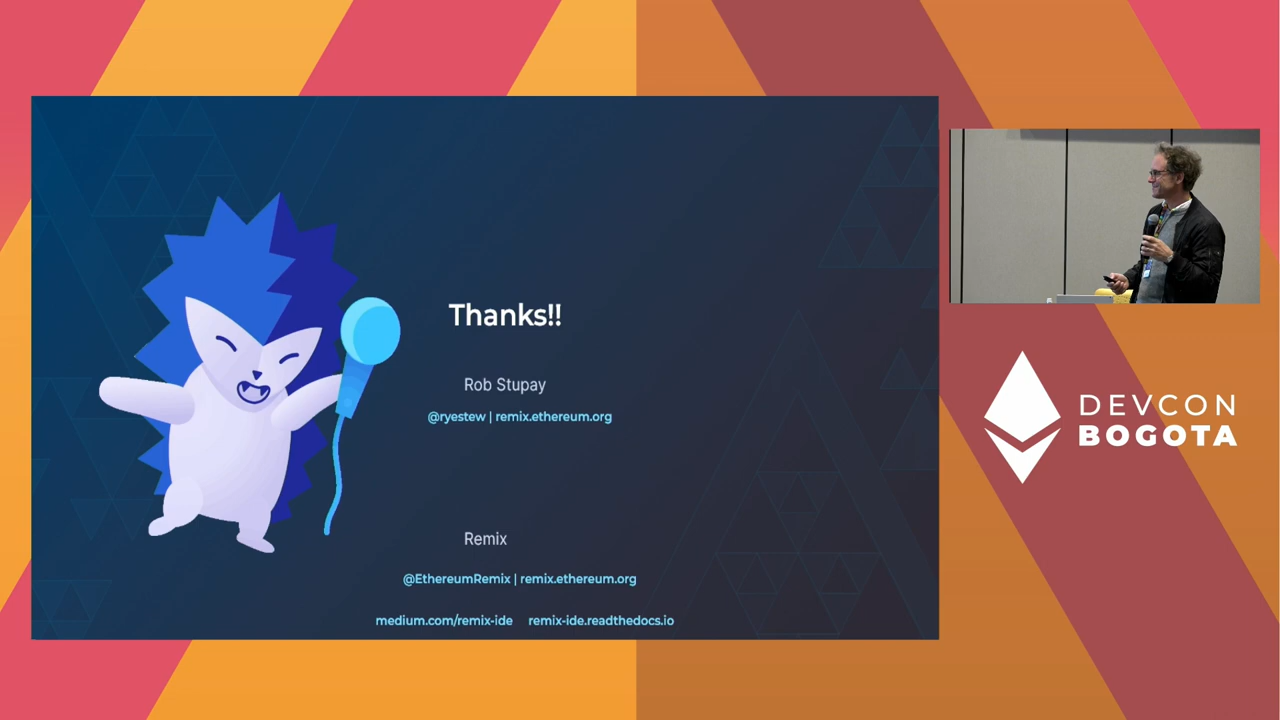 Thanks!!
Rob Stupay
@ryestew | remix.ethereum.org
Remix
@EthereumRemix | remix.ethereum.org
medium.com/remix-ide remix-ide.readthedocs.io
DEVCON
BOGOTA